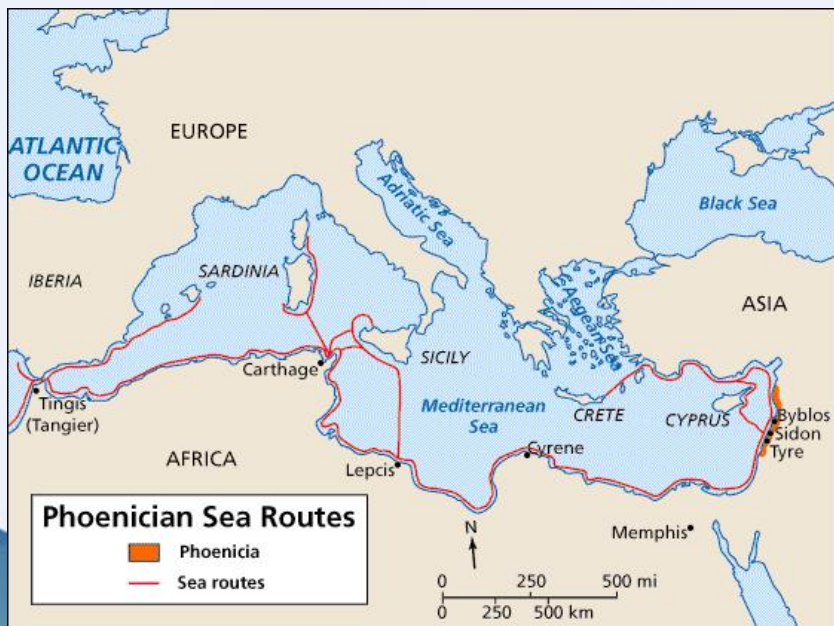 EUROPE
ATLANTIC
OCEAN
Adriatic Sea
Black Sea
IBERIA
SARDINIA
Aegean Sea
ASIA
Carthage
SICILY
Tingis
(Tangier)
Mediterranean
Sea
CRETE
CYPRUS
Byblos
Sidon
Tyre
AFRICA
Lepcis
Cyrene
Memphis
Phoenician Sea Routes
Phoenicia
Sea routes
N
0 250 500 mi
0 250 500 km